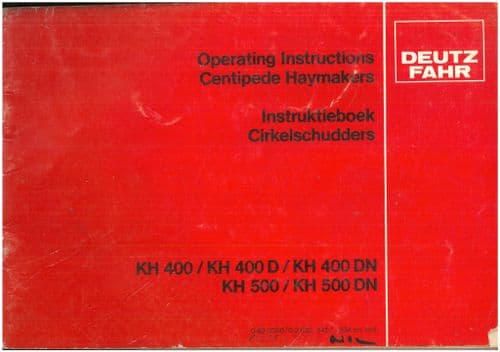 Operating Instructions
Centipede Haymakers
Instruktieboek
Cirkelschudders
DEUTZ
FAHR
KH 400 / KH 400 D / KH 400 DN
KH 500 / KH 500 DN